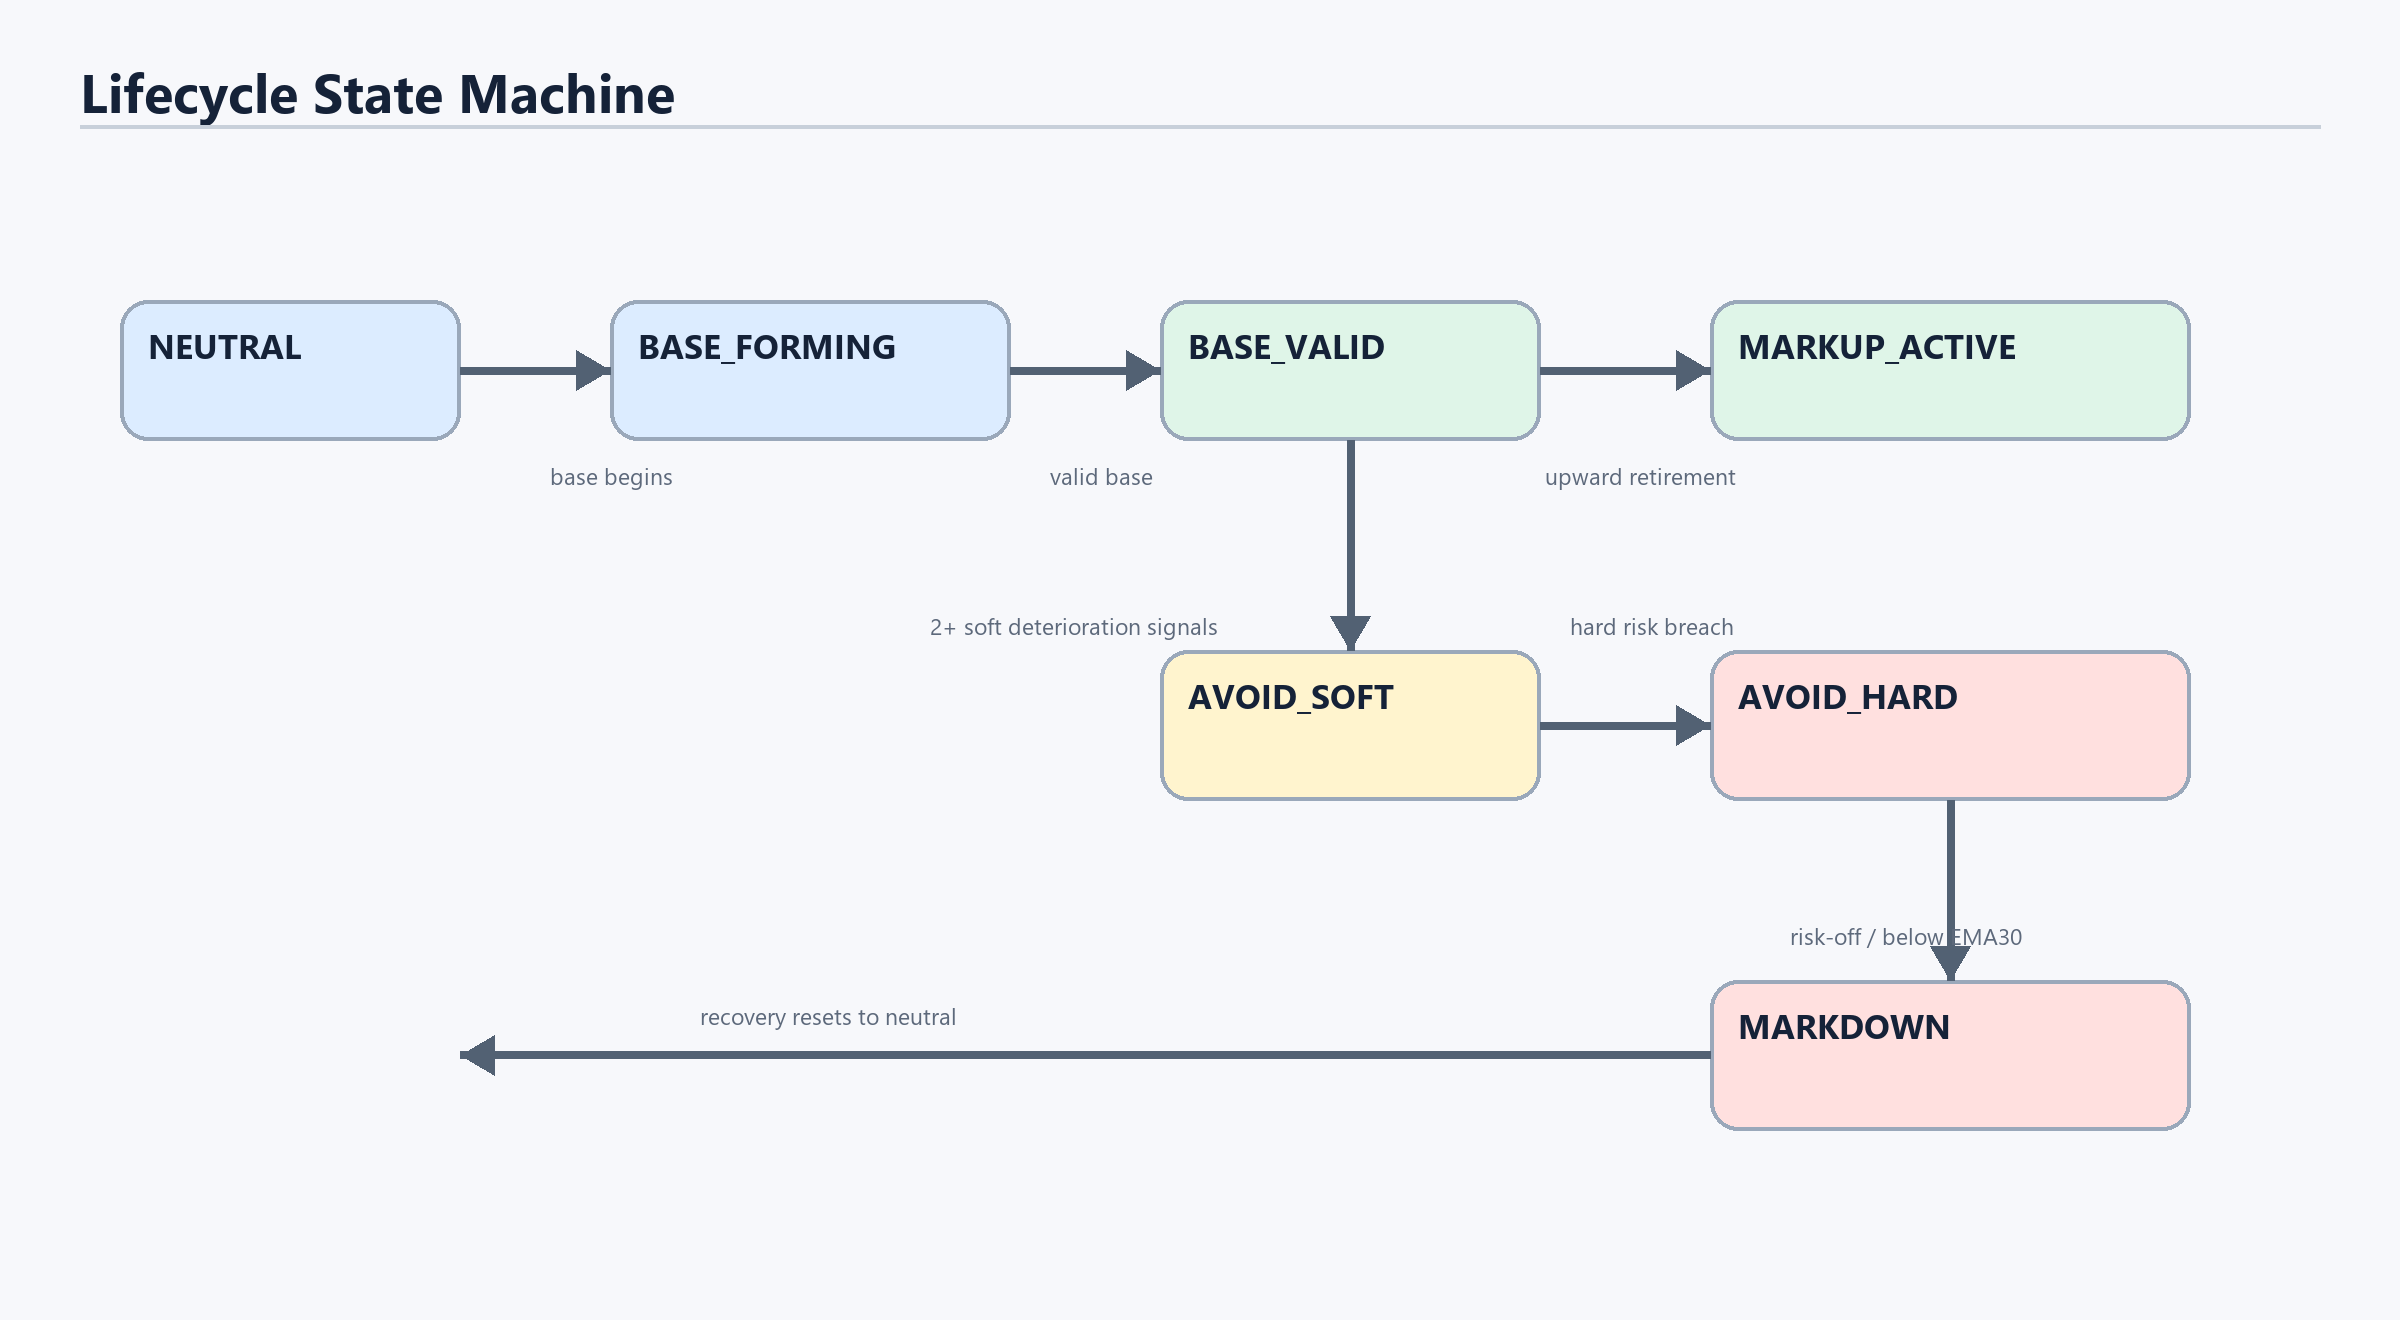 Lifecycle State Machine
NEUTRAL
BASE_FORMING
BASE_VALID
MARKUP_ACTIVE
base begins
valid base
upward retirement
2+ soft deterioration signals
hard risk breach
AVOID_SOFT
AVOID_HARD
risk-off / below EMA30
recovery resets to neutral
MARKDOWN